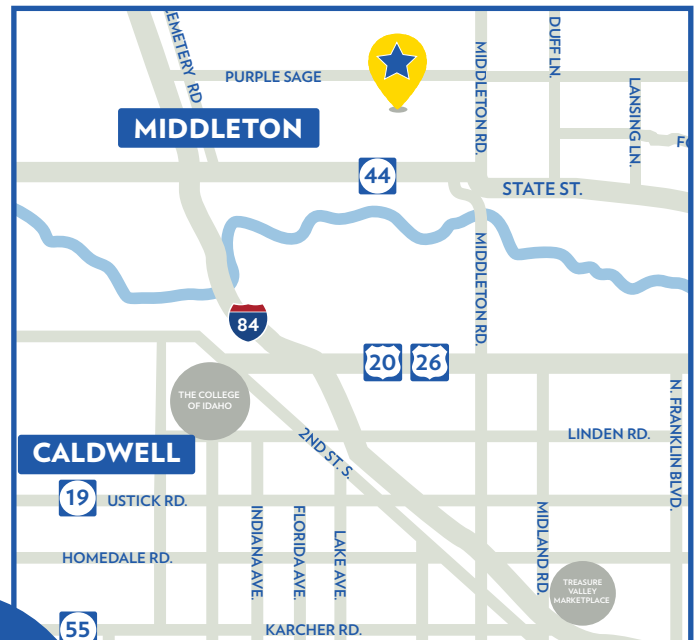 CEMETERY RD
DUFF LN.
PURPLE SAGE
MIDDLETON RD.
LANSING LN.
MIDDLETON
44
STATE ST.
MIDDLETON RD.
84
20
26
THE COLLEGE
OF IDAHO
N. FRANKLIN BLVD.
2ND ST. S.
LINDEN RD.
CALDWELL
19
USTICK RD.
INDIANA AVE.
FLORIDA AVE.
LAKE AVE.
MIDLAND RD.
HOMEDALE RD.
TREASURE
VALLEY
MARKETPLACE
55
KARCHER RD.